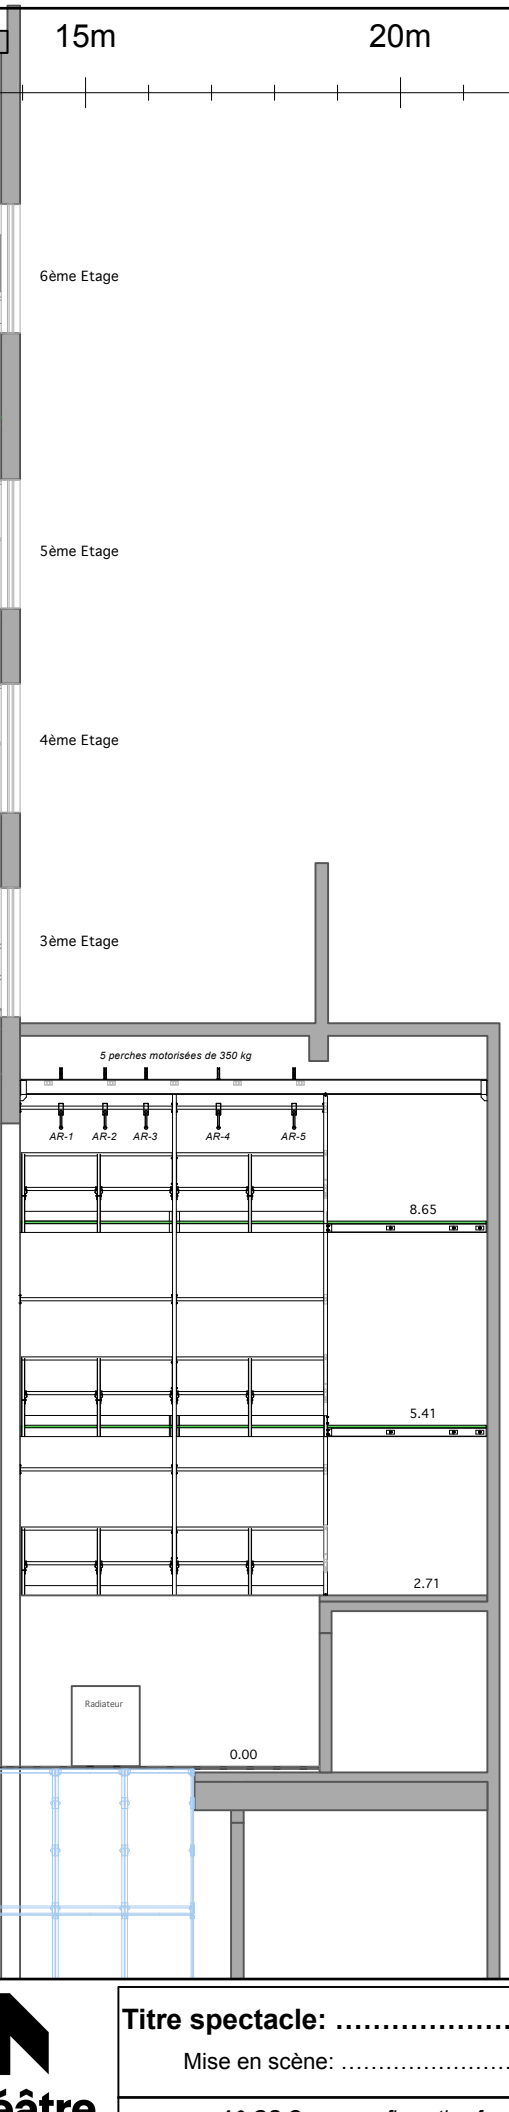 15m 20m
6ème Etage
5ème Etage
4ème Etage
3ème Etage
5 perches motorisées de 350 kg
AR-1 AR-2 AR-3 AR-4 AR-5
8.65
5.41
2.71
Radiateur
0.00
Titre spectacle: ....................
Mise en scène: ........................